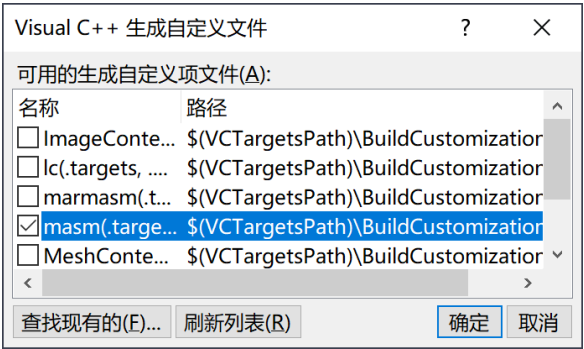 Visual C++ 生成自定义文件 ?
可用的生成自定义项文件(A):
名称 路径
ImageConte... $(VCTargetsPath)\BuildCustomization
lc(.targets, .... $(VCTargetsPath)\BuildCustomization
marmasm(.t... $(VCTargetsPath)\BuildCustomization
masm(.targe... $(VCTargetsPath)\BuildCustomization
MeshConte... $(VCTargetsPath)\BuildCustomization
查找现有的(F)... 刷新列表(R) 确定 取消